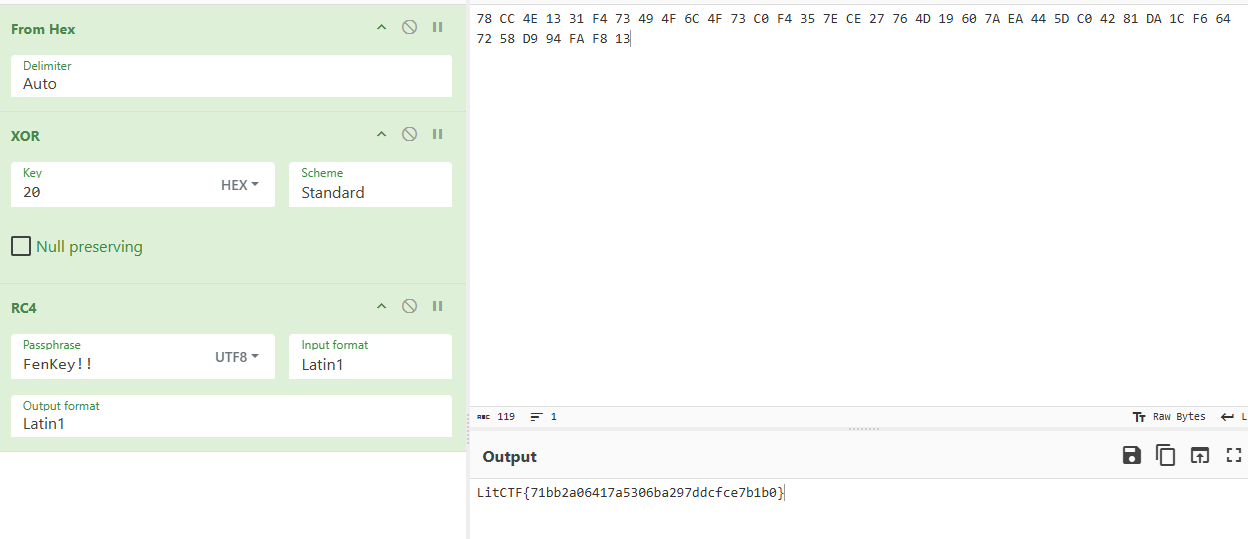 From Hex
Delimiter
Auto
XOR
Key
20
HEX
Scheme
Standard
Null preserving
RC4
Passphrase
FenKey!!
UTF8
Input format
Latin1
Output format
Latin1
78 CC 4E 13 31 F4 73 49 4F 6C 4F 73 C0 F4 35 7E CE 27 76 4D 19 60 7A EA 44 5D C0 42 81 DA 1C F6 64
72 58 D9 94 FA F8 13
ABC 119 1
Tт Raw Bytes L
Output
LitCTF{71bb2a06417a5306ba297ddcfce7b1b0}